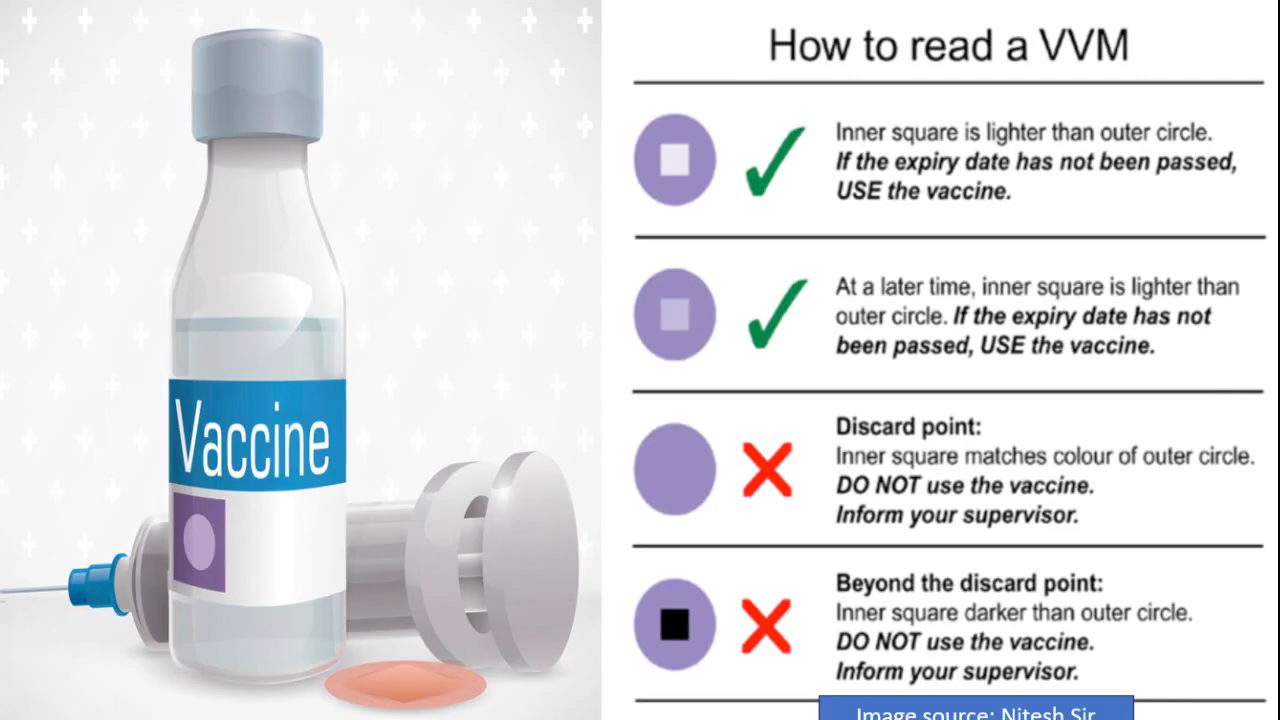 Vaccine
How to read a VVM
Inner square is lighter than outer circle.
If the expiry date has not been passed,
USE the vaccine.
At a later time, inner square is lighter than
outer circle. If the expiry date has not
been passed, USE the vaccine.
Discard point:
Inner square matches colour of outer circle.
DO NOT use the vaccine.
Inform your supervisor.
Beyond the discard point:
Inner square darker than outer circle.
DO NOT use the vaccine.
Inform your supervisor.
Image source: Nitesh Sir